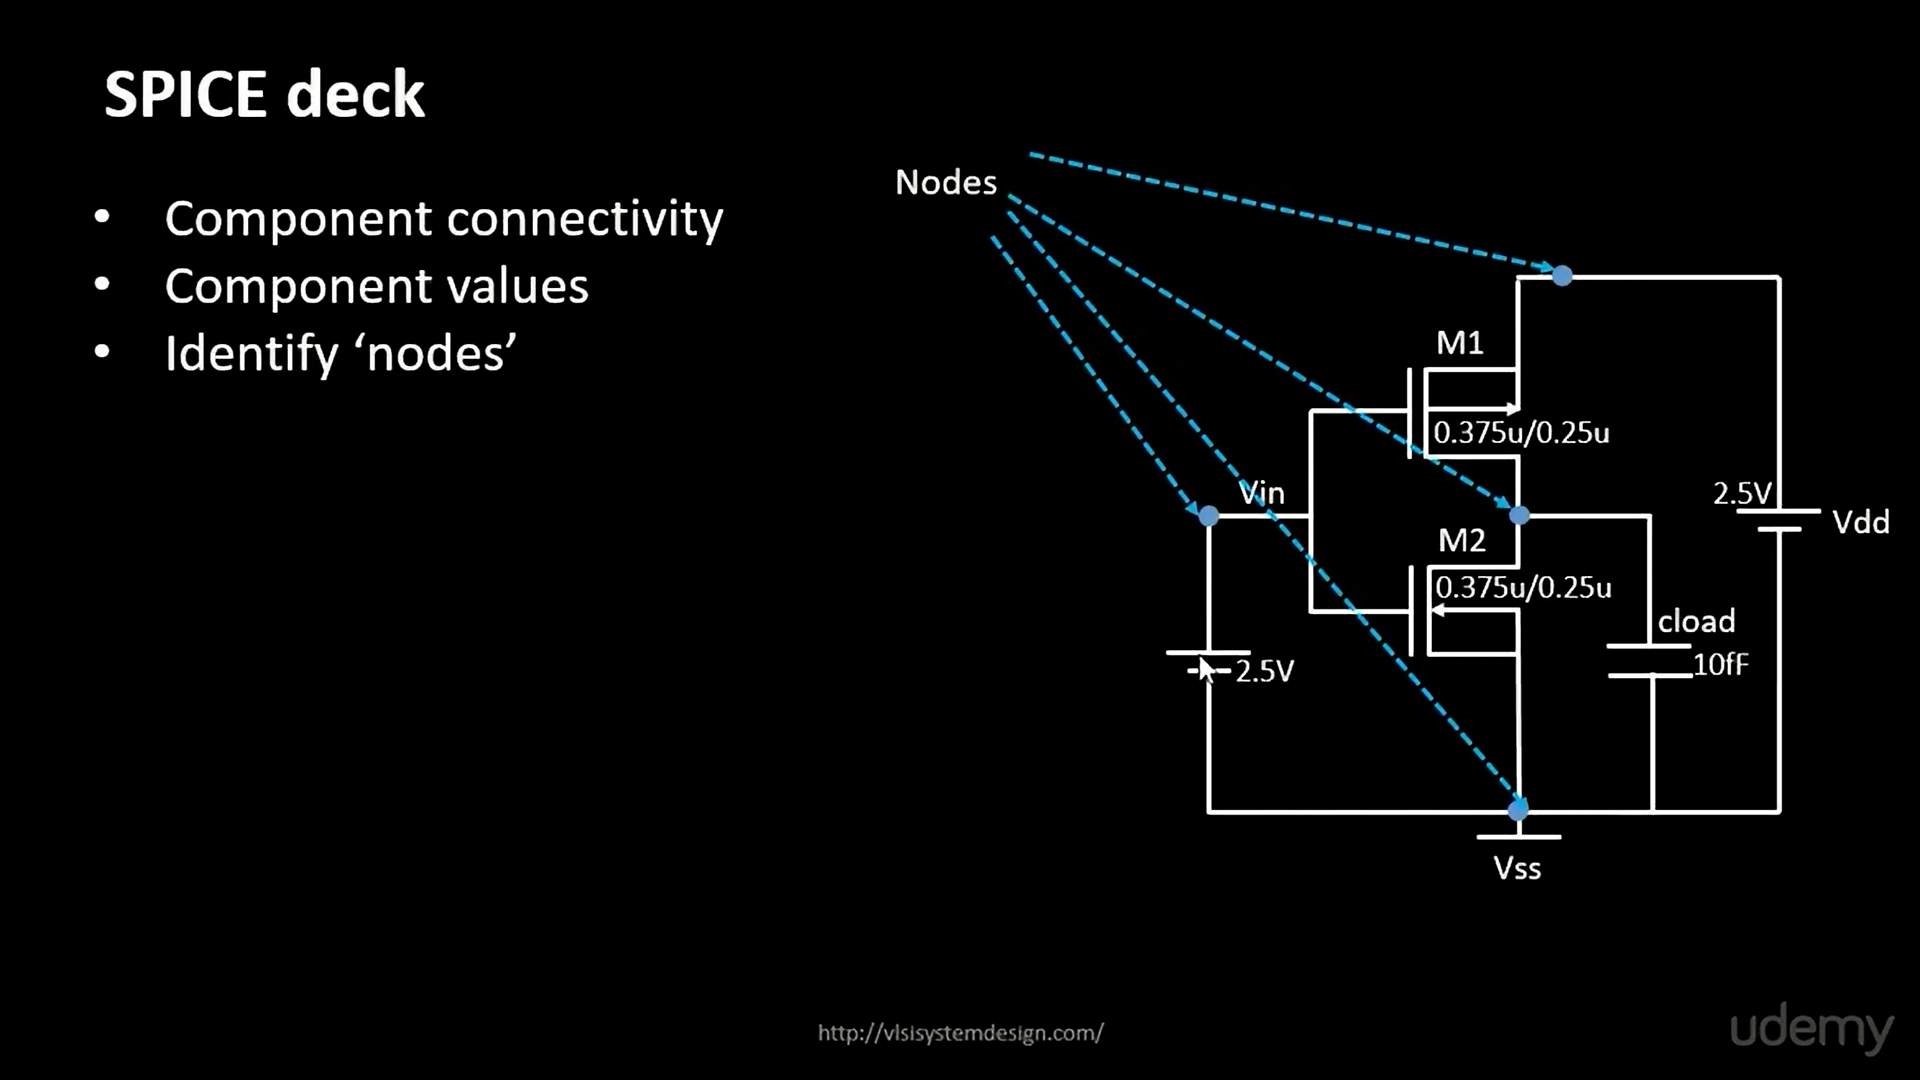 SPICE deck
• Component connectivity
• Component values
• Identify ‘nodes’
Nodes
M1
0.375u/0.25u
Vin
2.5V
Vdd
M2
0.375u/0.25u
cload
10fF
2.5V
Vss
http://vlsisystemdesign.com/
udemy